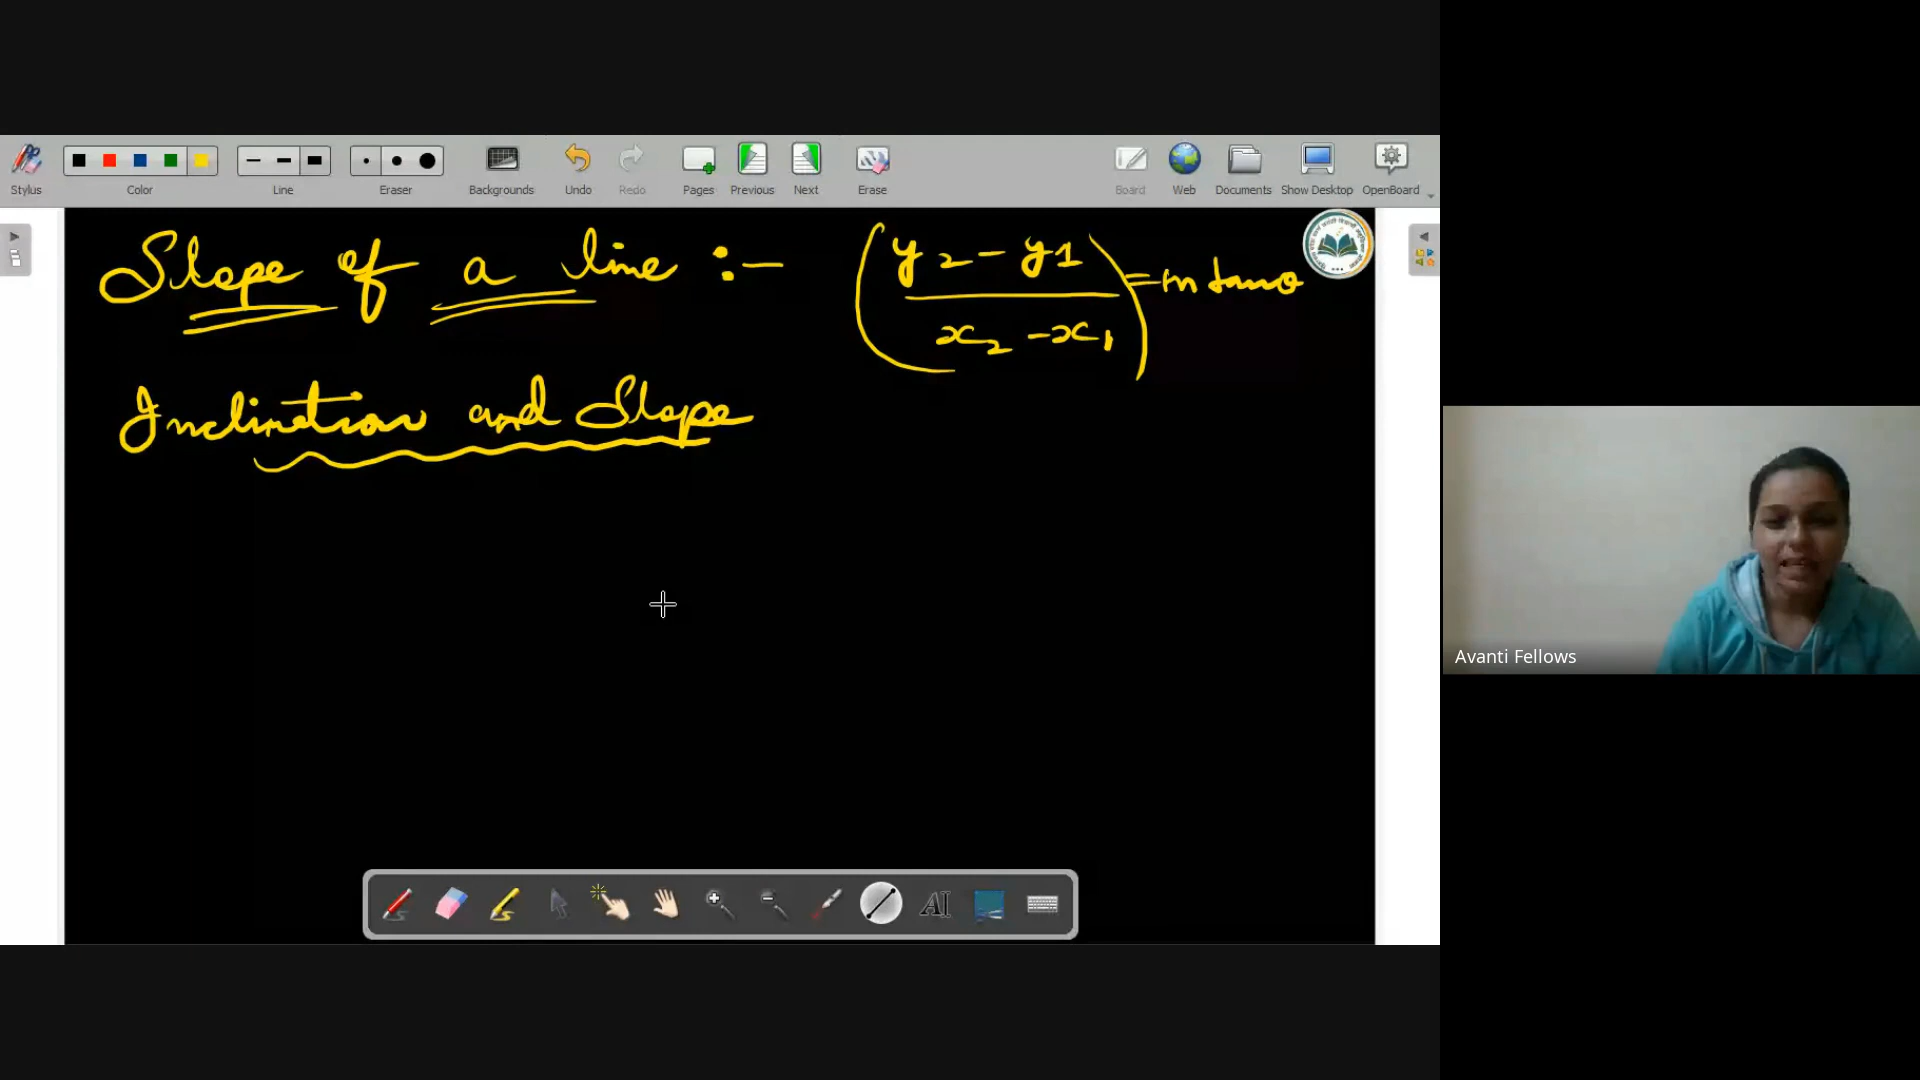 Stylus
Color
Line
Eraser
Backgrounds
Undo
Redo
Pages
Previous
Next
Erase
Board
Web
Documents
Show Desktop
OpenBoard
Slope of a line :-
y2 - y1
x2 - x1
= m tanθ
Inclination and Slope
AI
Avanti Fellows